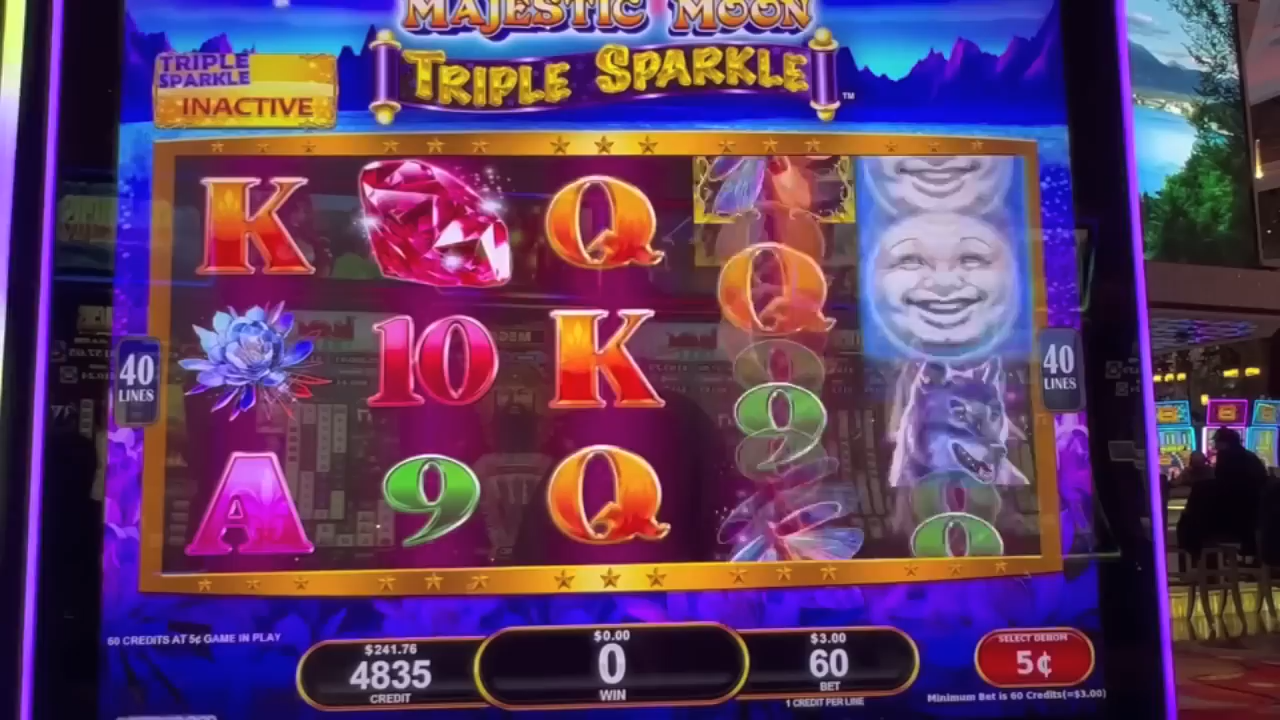 MAJESTIC MOON
TRIPLE SPARKLE
TRIPLE SPARKLE ™
INACTIVE
K
Q
Q
10
K
40 LINES
40 LINES
9
A
9
Q
60 CREDITS AT 5¢ GAME IN PLAY
$241.76
4835
CREDIT
$0.00
0
WIN
$3.00
60
BET
1 CREDIT PER LINE
SELECT DENOM
5¢
Minimum Bet is 60 Credits(=$3.00)